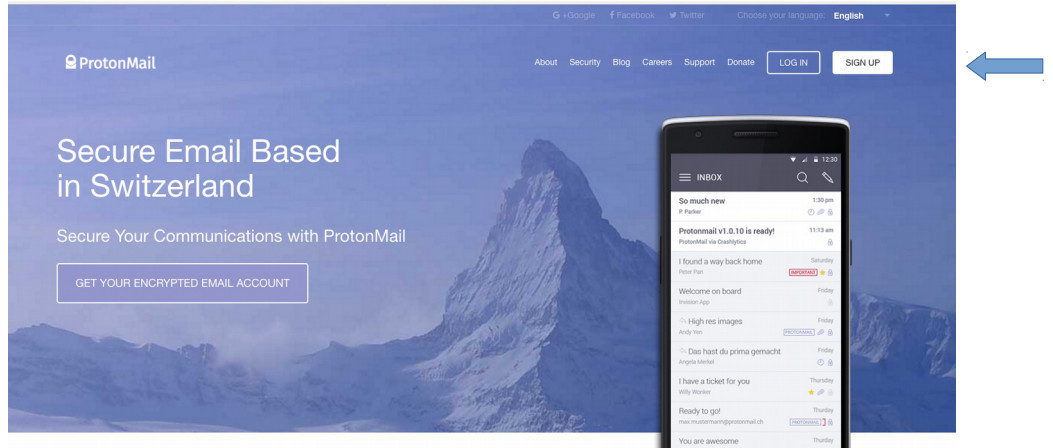 +Google Facebook Twitter Choose your language: English
ProtonMail
About Security Blog Careers Support Donate LOG IN SIGN UP
Secure Email Based
in Switzerland
Secure Your Communications with ProtonMail
GET YOUR ENCRYPTED EMAIL ACCOUNT
12:30
INBOX
So much new 1:30 pm
P. Parker
Protonmail v1.0.10 is ready! 11:13 am
ProtonMail via Crashlytics
I found a way back home Saturday
Peter Pan IMPORTANT
Welcome on board Friday
Invision App
High res images Friday
Andy Yen PROTONMAIL
Das hast du prima gemacht Friday
Angela Merkel
I have a ticket for you Thursday
Willy Wonker
Ready to go! Thurday
max.mustermann@protonmail.ch PROTONMAIL
You are awesome Thurday